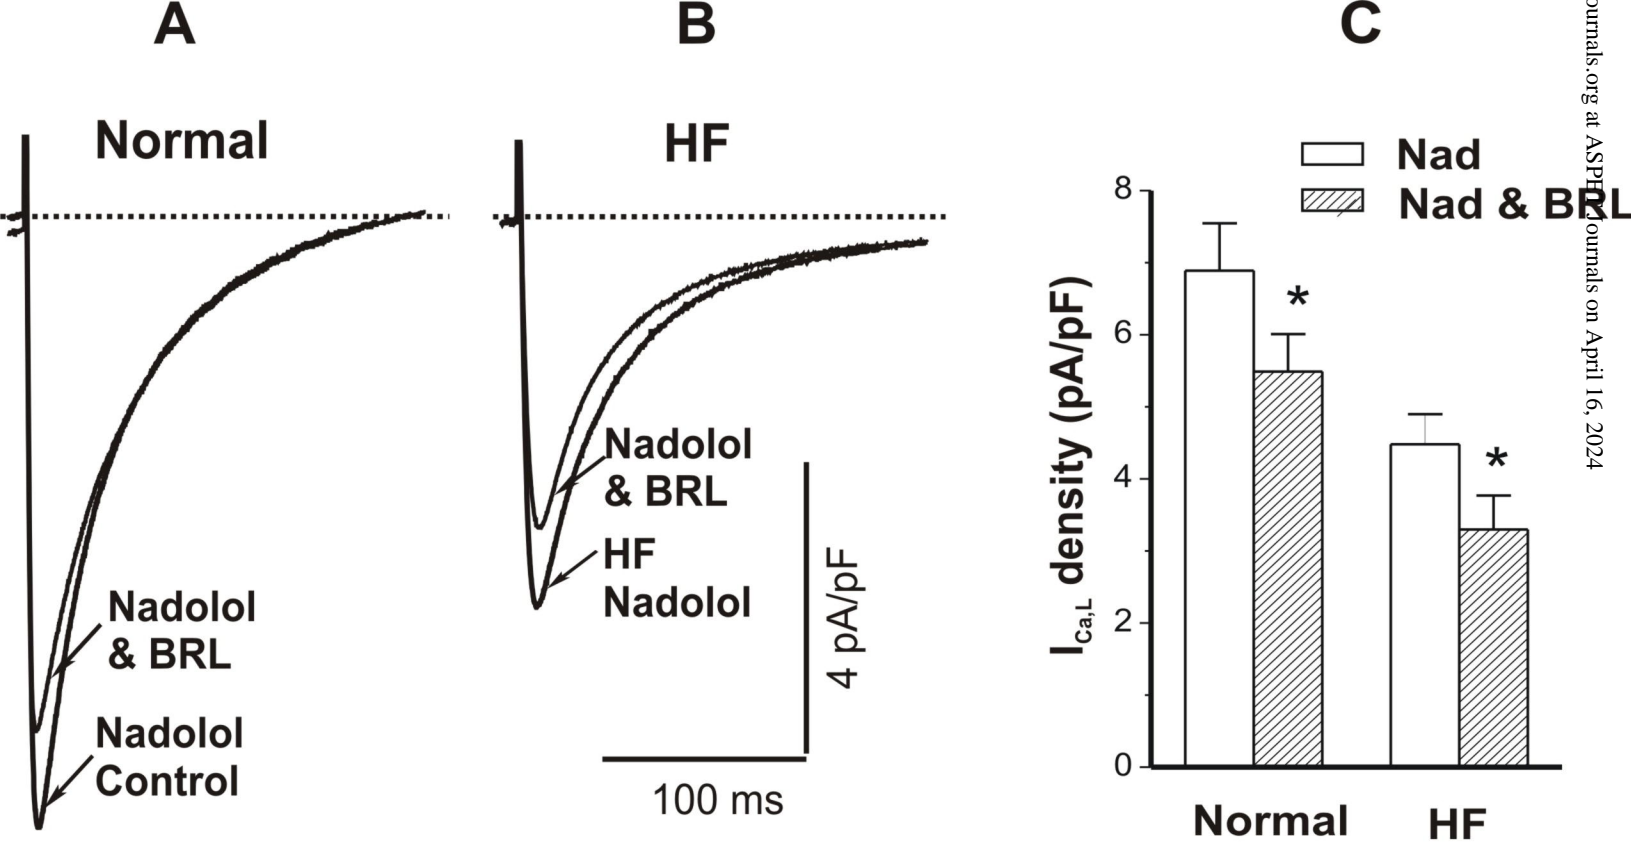 A
B
C
Normal
HF
Nadolol
& BRL
Nadolol
Control
Nadolol
& BRL
HF
Nadolol
4 pA/pF
100 ms
Nad
Nad & BRL
I Ca,L density (pA/pF)
8
6
4
2
0
*
*
Normal
HF
ournals.org at ASPET Journals on April 16, 2024